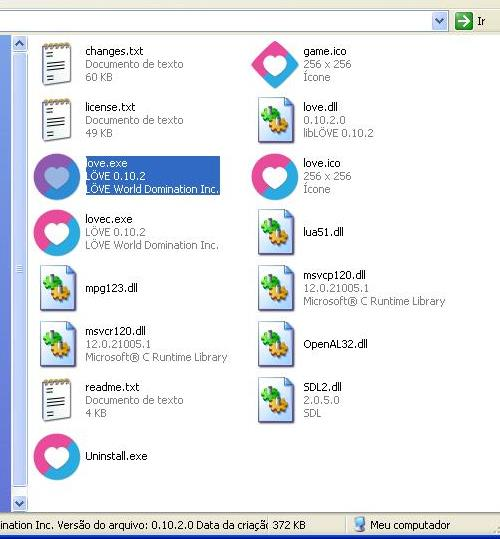 Ir
changes.txt
Documento de texto
60 KB
game.ico
256 x 256
Ícone
license.txt
Documento de texto
49 KB
love.dll
0.10.2.0
libLÖVE 0.10.2
love.exe
LÖVE 0.10.2
LÖVE World Domination Inc.
love.ico
256 x 256
Ícone
lovec.exe
LÖVE 0.10.2
LÖVE World Domination Inc.
lua51.dll
mpg123.dll
msvcp120.dll
12.0.21005.1
Microsoft® C Runtime Library
msvcr120.dll
12.0.21005.1
Microsoft® C Runtime Library
OpenAL32.dll
readme.txt
Documento de texto
4 KB
SDL2.dll
2.0.5.0
SDL
Uninstall.exe
ination Inc. Versão do arquivo: 0.10.2.0 Data da criaçã 372 KB Meu computador